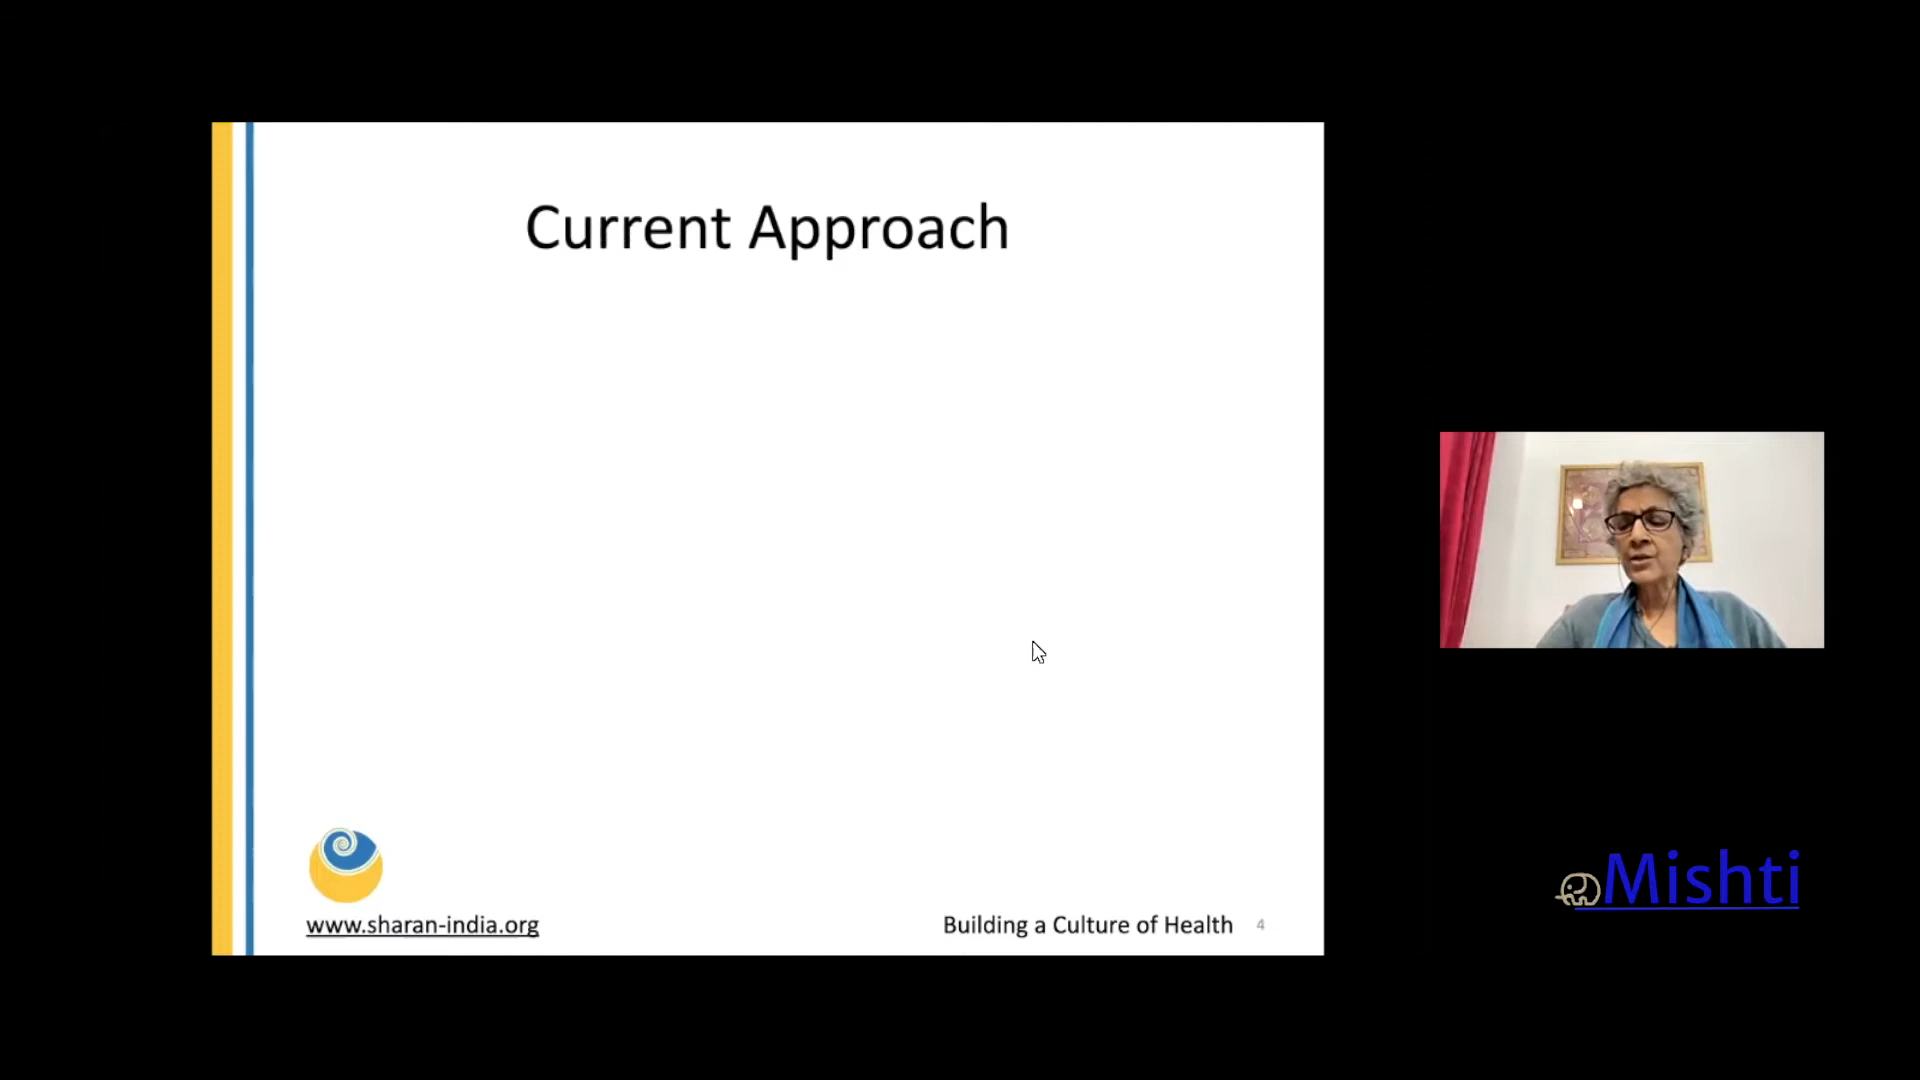 Current Approach
www.sharan-india.org
Building a Culture of Health 4
Mishti